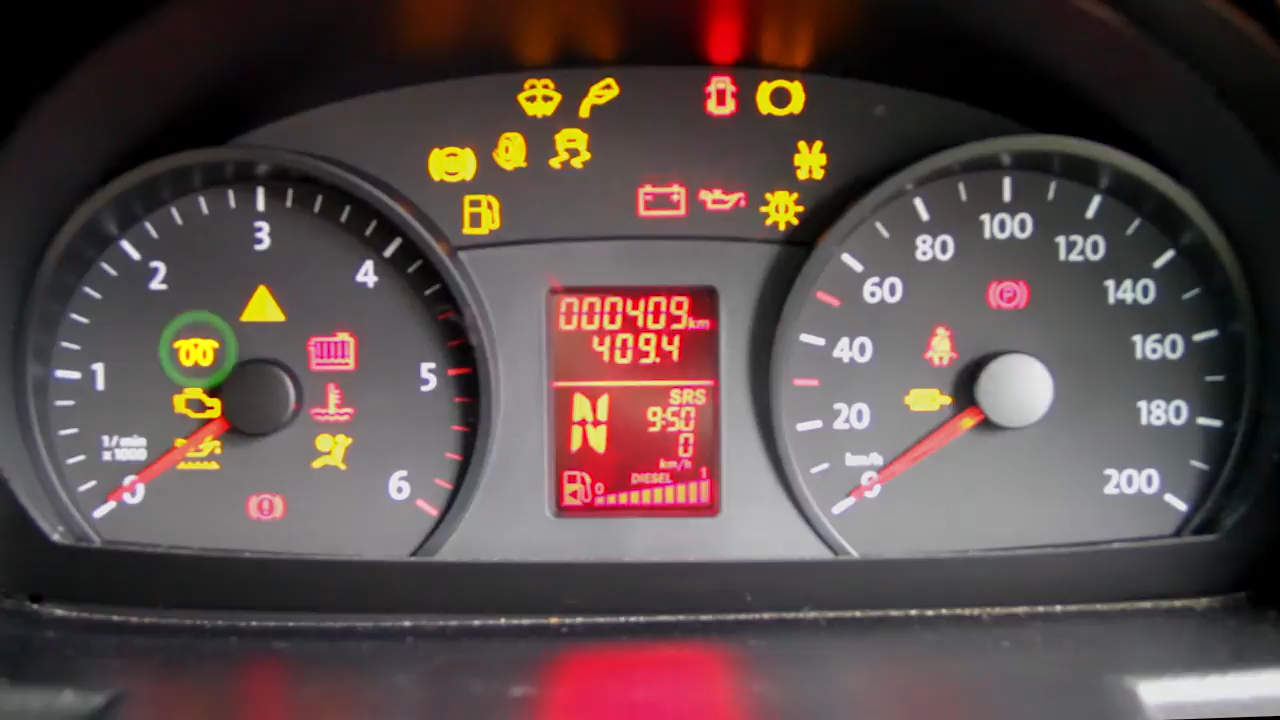 1 2 3 4 5 6
1/min
x1000
0
000409 km
409.4
SRS
N
9:50
0
km/h
DIESEL
0 1
20 40 60 80 100 120 140 160 180 200
km/h
0
P
ABS